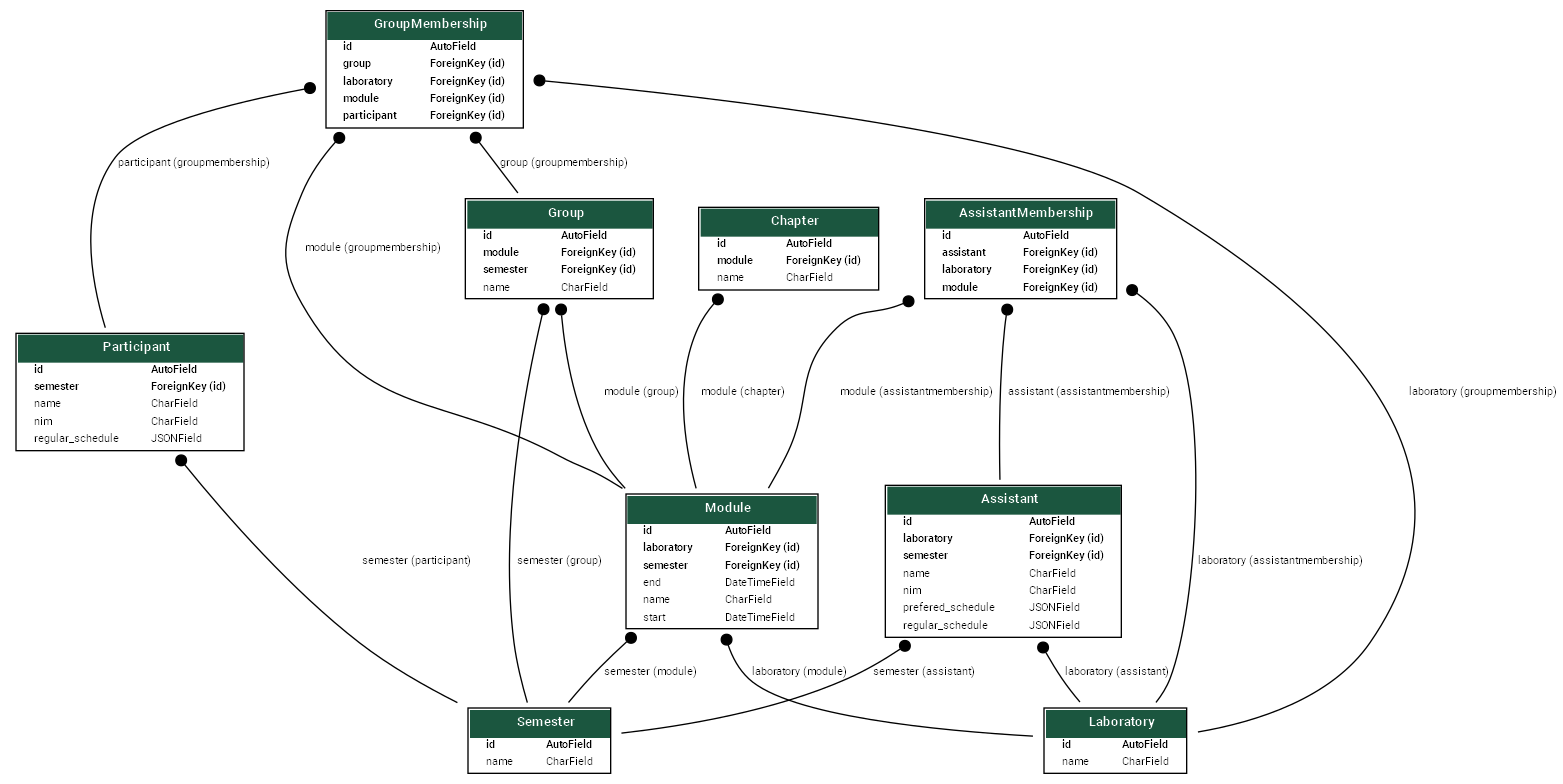 GroupMembership
id AutoField
group ForeignKey (id)
laboratory ForeignKey (id)
module ForeignKey (id)
participant ForeignKey (id)
participant (groupmembership)
group (groupmembership)
module (groupmembership)
laboratory (groupmembership)
Group
id AutoField
module ForeignKey (id)
semester ForeignKey (id)
name CharField
Chapter
id AutoField
module ForeignKey (id)
name CharField
AssistantMembership
id AutoField
assistant ForeignKey (id)
laboratory ForeignKey (id)
module ForeignKey (id)
Participant
id AutoField
semester ForeignKey (id)
name CharField
nim CharField
regular_schedule JSONField
module (group)
module (chapter)
module (assistantmembership)
assistant (assistantmembership)
Module
id AutoField
laboratory ForeignKey (id)
semester ForeignKey (id)
end DateTimeField
name CharField
start DateTimeField
Assistant
id AutoField
laboratory ForeignKey (id)
semester ForeignKey (id)
name CharField
nim CharField
prefered_schedule JSONField
regular_schedule JSONField
semester (participant)
semester (group)
laboratory (assistantmembership)
semester (module)
laboratory (module)
semester (assistant)
laboratory (assistant)
Semester
id AutoField
name CharField
Laboratory
id AutoField
name CharField